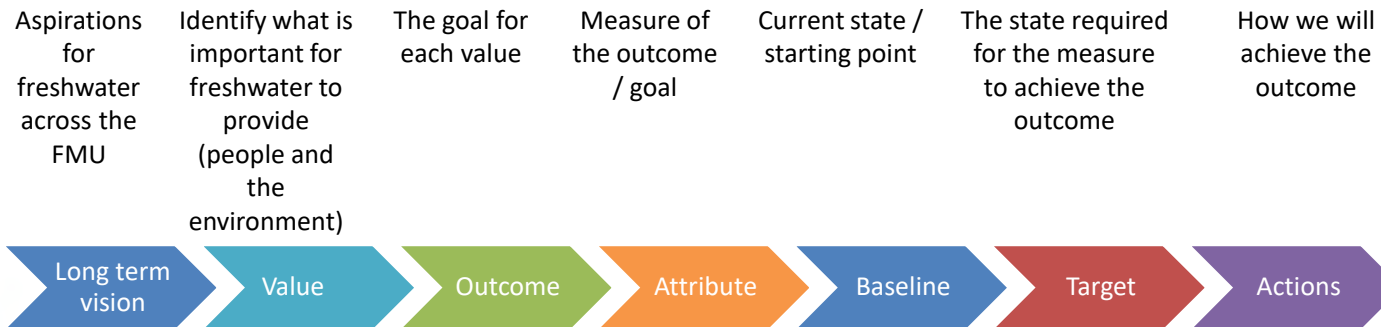 Aspirations
for
freshwater
across the
FMU
Identify what is
important for
freshwater to
provide
(people and
the
environment)
The goal for
each value
Measure of
the outcome
/ goal
Current state /
starting point
The state required
for the measure
to achieve the
outcome
How we will
achieve the
outcome
Long term
vision
Value
Outcome
Attribute
Baseline
Target
Actions